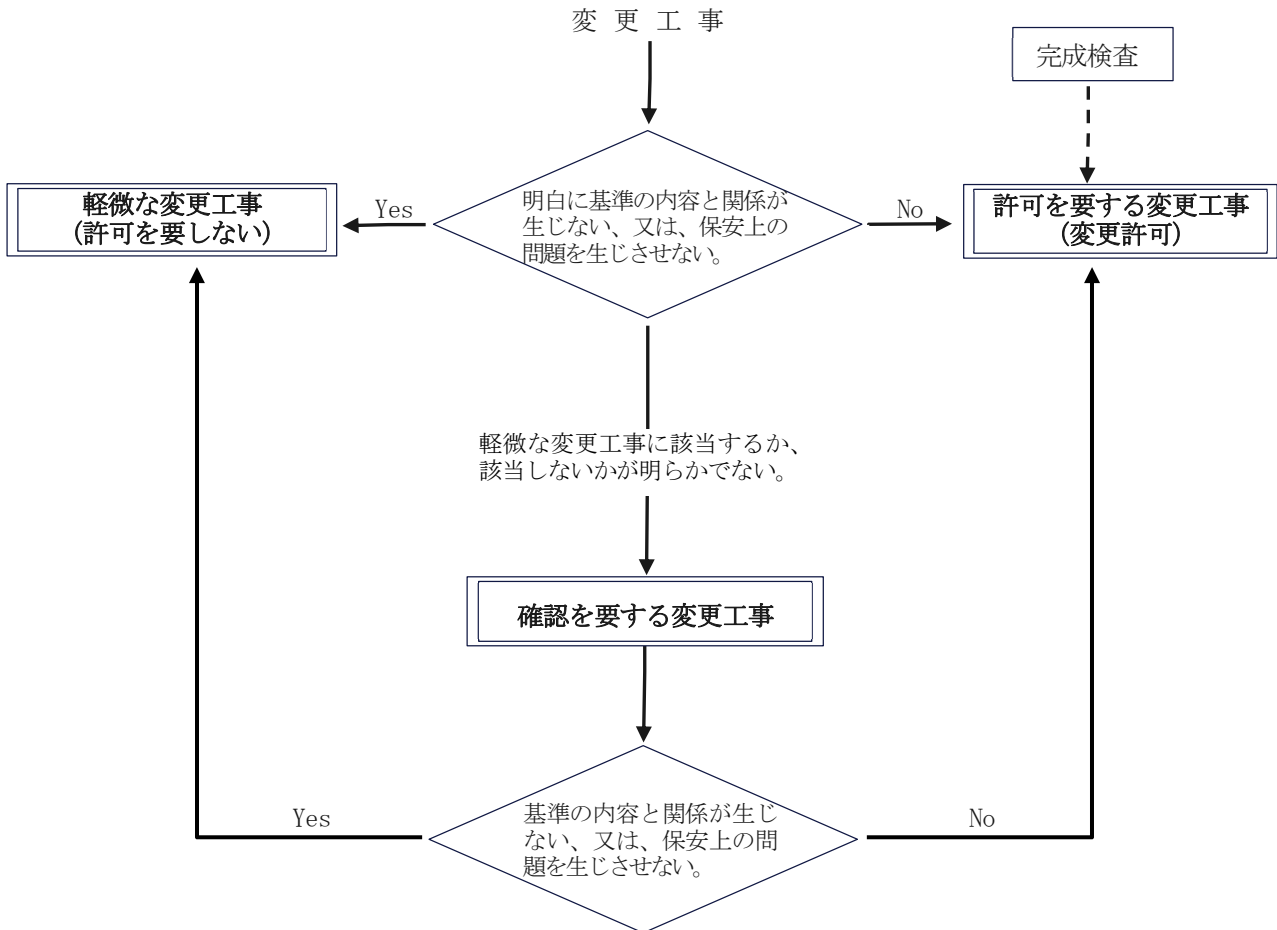 変 更 工 事
完成検査
明白に基準の内容と関係が
生じない、又は、保安上の
問題を生じさせない。
Yes
No
軽微な変更工事
(許可を要しない)
許可を要する変更工事
(変更許可)
軽微な変更工事に該当するか、
該当しないかが明らかでない。
確認を要する変更工事
基準の内容と関係が生じ
ない、又は、保安上の問
題を生じさせない。
Yes
No